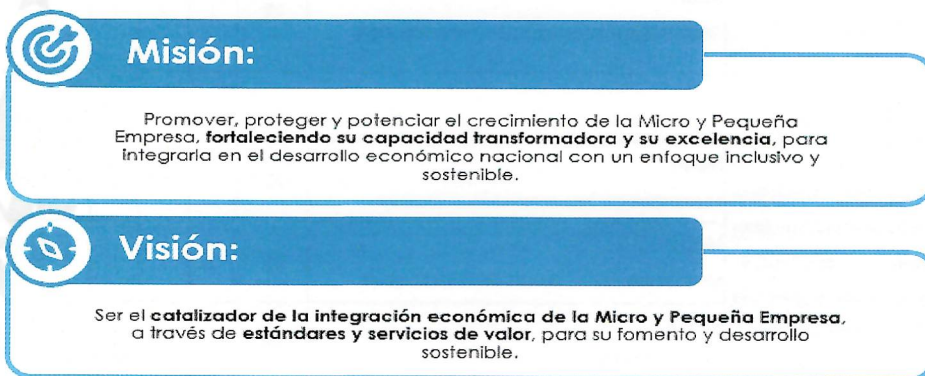 Misión:
Promover, proteger y potenciar el crecimiento de la Micro y Pequeña
Empresa, fortaleciendo su capacidad transformadora y su excelencia, para
integrarla en el desarrollo económico nacional con un enfoque inclusivo y
sostenible.
Visión:
Ser el catalizador de la integración económica de la Micro y Pequeña Empresa,
a través de estándares y servicios de valor, para su fomento y desarrollo
sostenible.